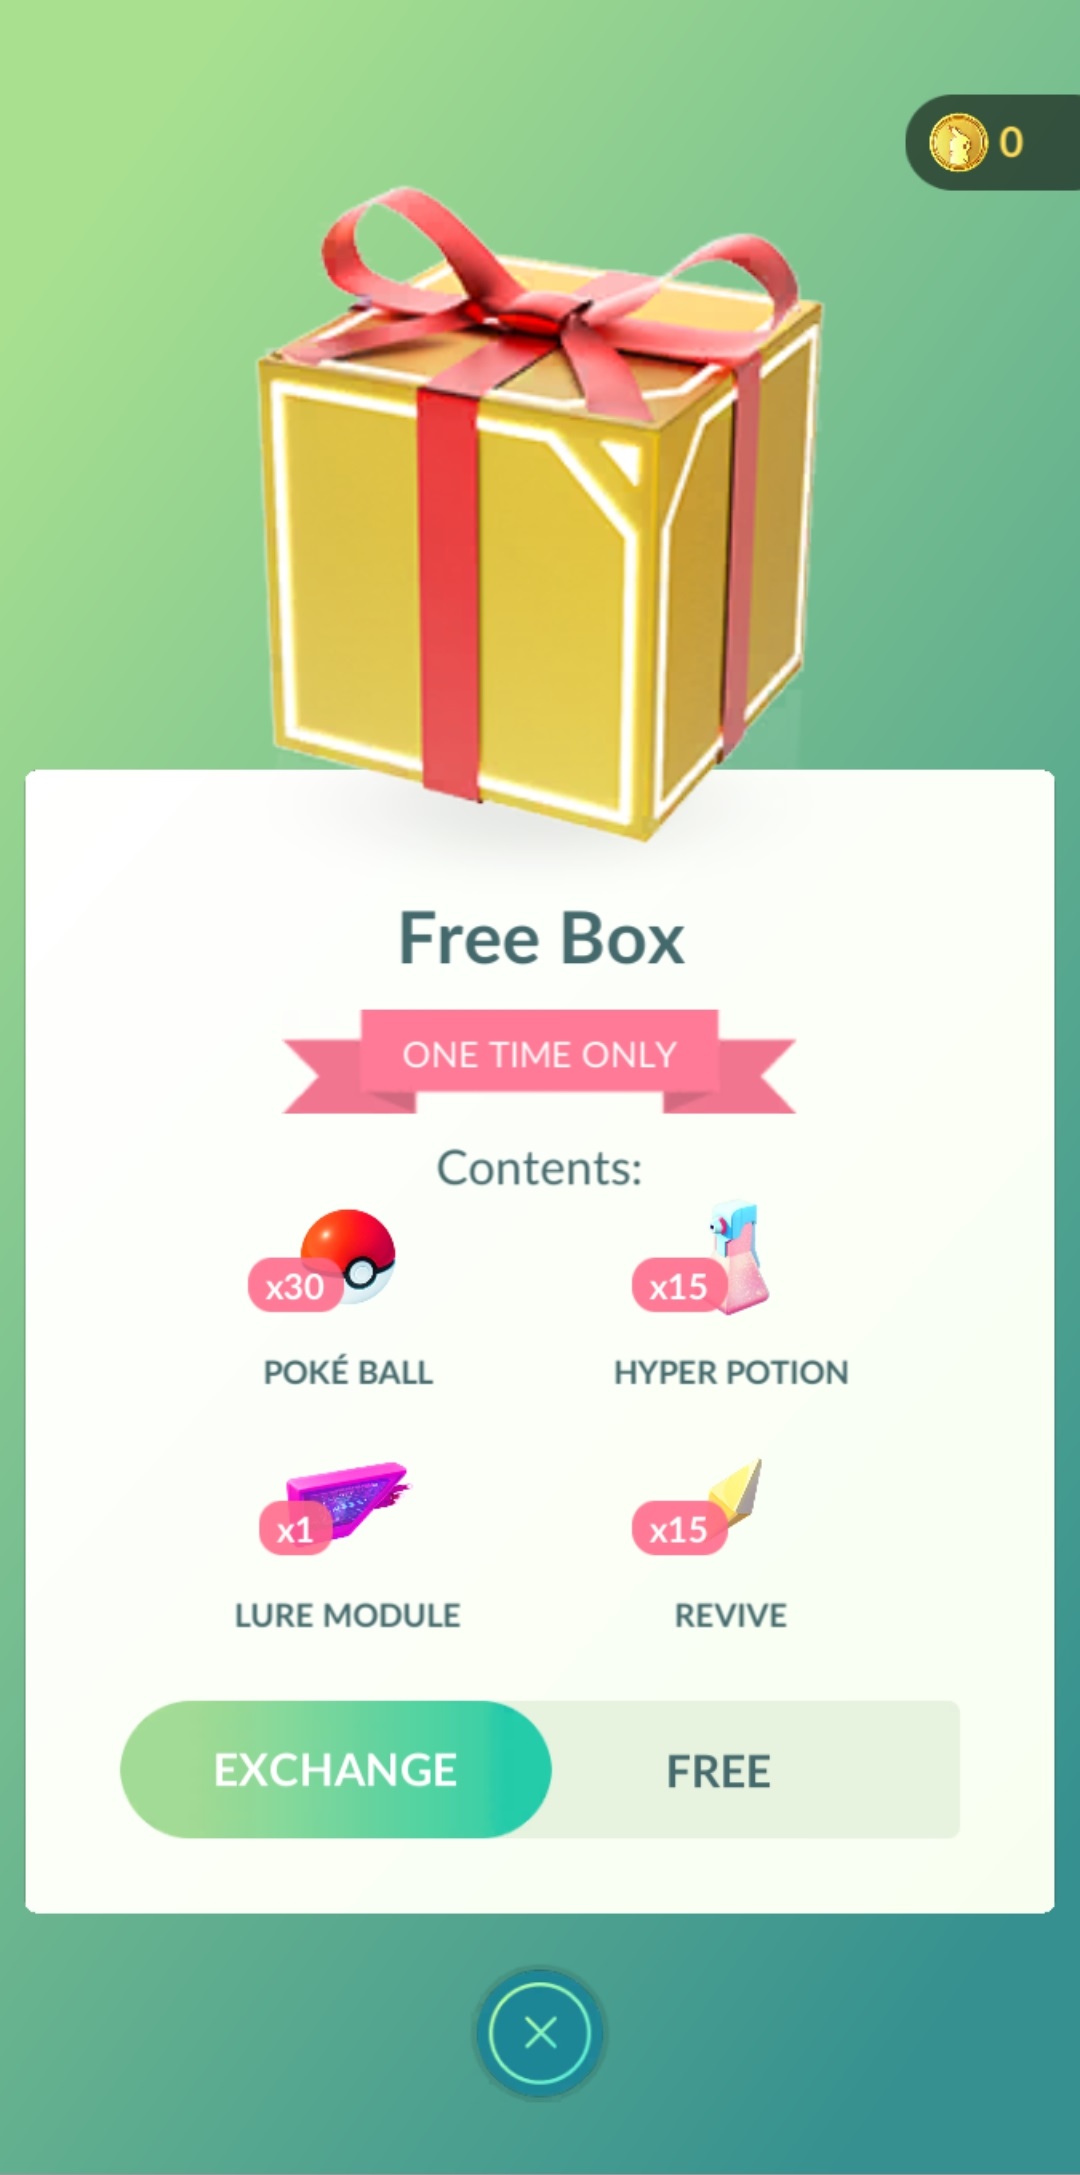 0
Free Box
ONE TIME ONLY
Contents:
x30
x15
POKÉ BALL
HYPER POTION
x1
x15
LURE MODULE
REVIVE
EXCHANGE
FREE